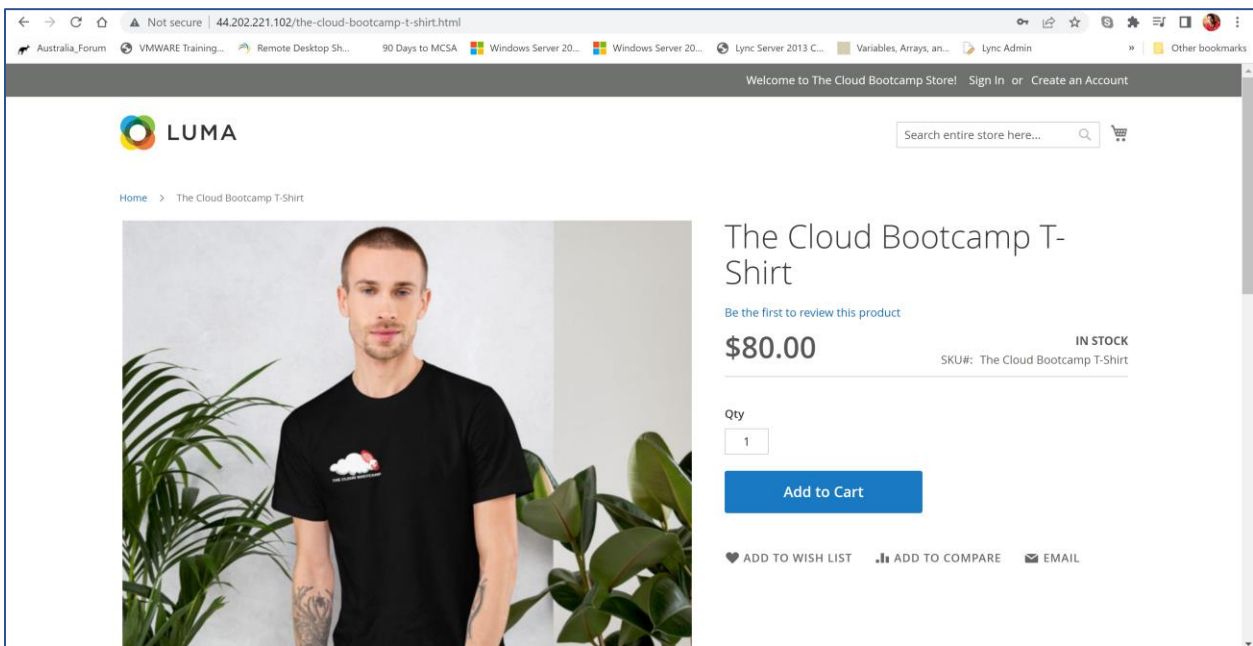 Not secure | 44.202.221.102/the-cloud-bootcamp-t-shirt.html
Australia_Forum VMWARE Training... Remote Desktop Sh... 90 Days to MCSA Windows Server 20... Windows Server 20... Lync Server 2013 C... Variables, Arrays, an... Lync Admin » Other bookmarks
Welcome to The Cloud Bootcamp Store! Sign In or Create an Account
LUMA
Search entire store here...
Home > The Cloud Bootcamp T-Shirt
The Cloud Bootcamp T-
Shirt
Be the first to review this product
$80.00
IN STOCK
SKU#: The Cloud Bootcamp T-Shirt
Qty
1
Add to Cart
ADD TO WISH LIST ADD TO COMPARE EMAIL
THE CLOUD BOOTCAMP